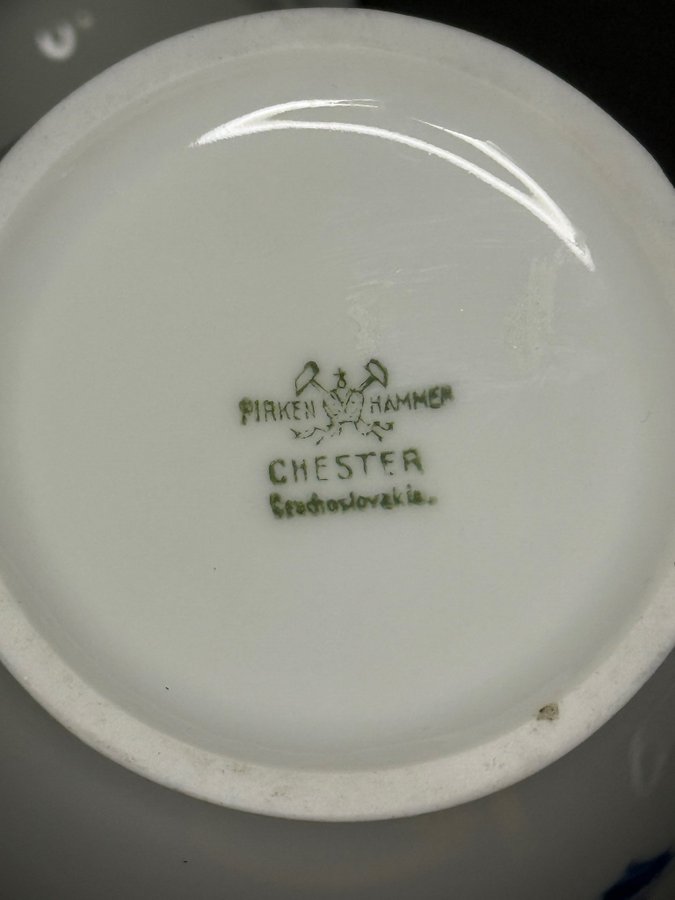 PIRKEN HAMMER
CHESTER
Czechoslovakia.